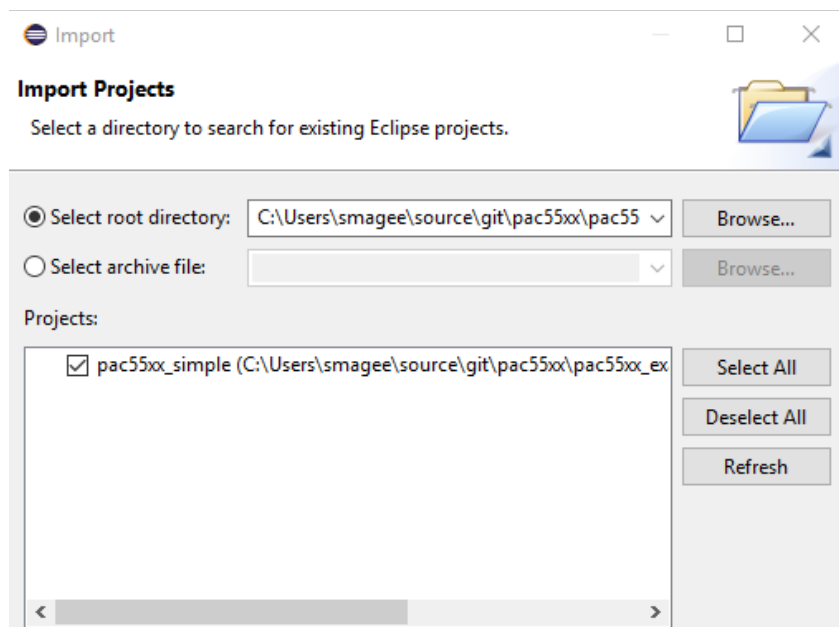 Import
Import Projects
Select a directory to search for existing Eclipse projects.
Select root directory: C:\Users\smagee\source\git\pac55xx\pac55 Browse...
Select archive file: Browse...
Projects:
pac55xx_simple (C:\Users\smagee\source\git\pac55xx\pac55xx_ex
Select All
Deselect All
Refresh